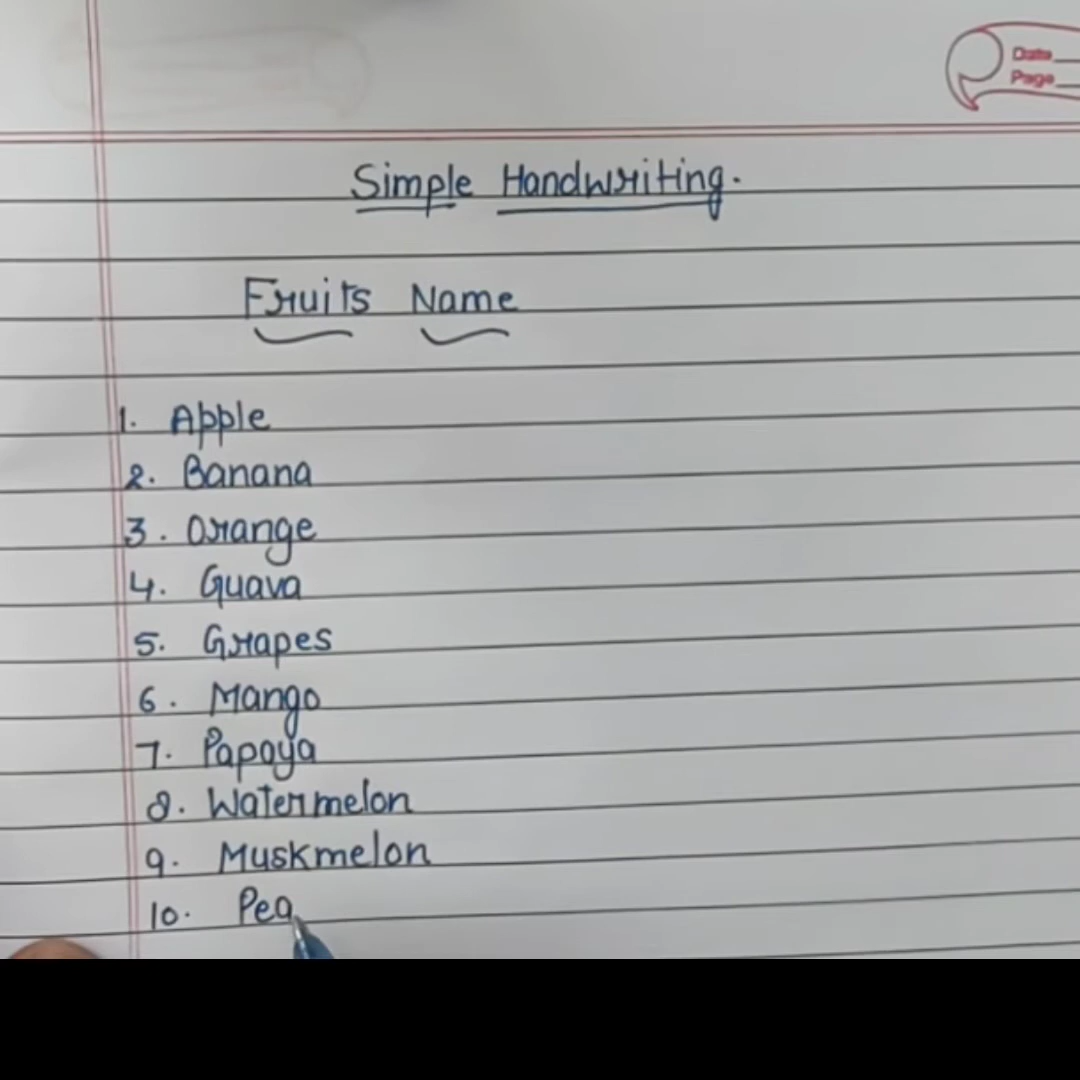 Date
Page
Simple Handwriting.
Fruits Name
1. Apple
2. Banana
3. Orange
4. Guava
5. Grapes
6. Mango
7. Papaya
8. Watermelon
9. Muskmelon
10. Pea